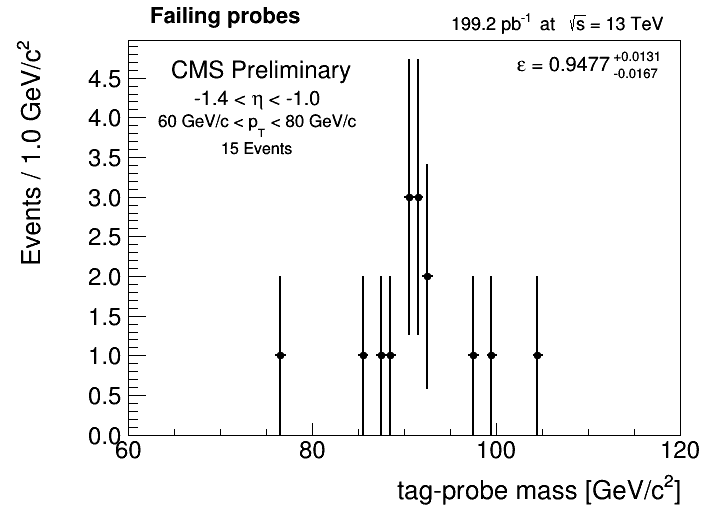 Failing probes
199.2 pb⁻¹ at √s = 13 TeV
CMS Preliminary
ε = 0.9477 +0.0131 -0.0167
-1.4 < η < -1.0
60 GeV/c < p_T < 80 GeV/c
15 Events
Events / 1.0 GeV/c²
4.5
4.0
3.5
3.0
2.5
2.0
1.5
1.0
0.5
0.0
60 80 100 120
tag-probe mass [GeV/c²]